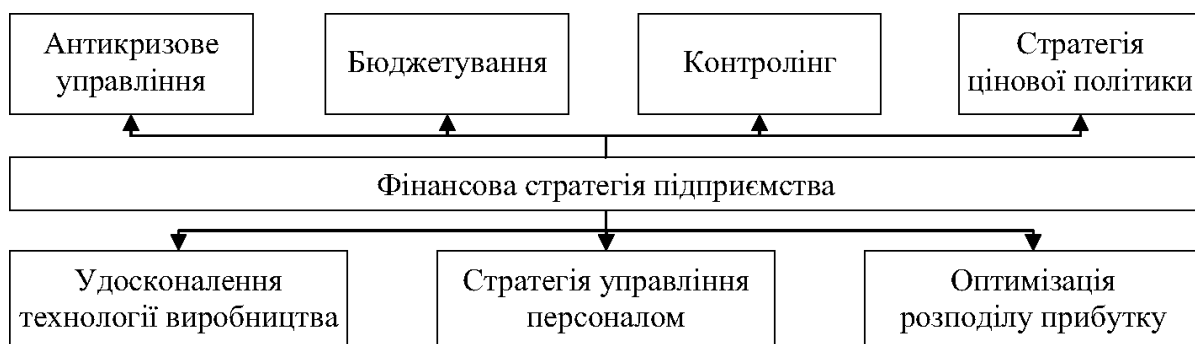 Антикризове
управління
Бюджетування
Контролінг
Стратегія
цінової політики
Фінансова стратегія підприємства
Удосконалення
технології виробництва
Стратегія управління
персоналом
Оптимізація
розподілу прибутку